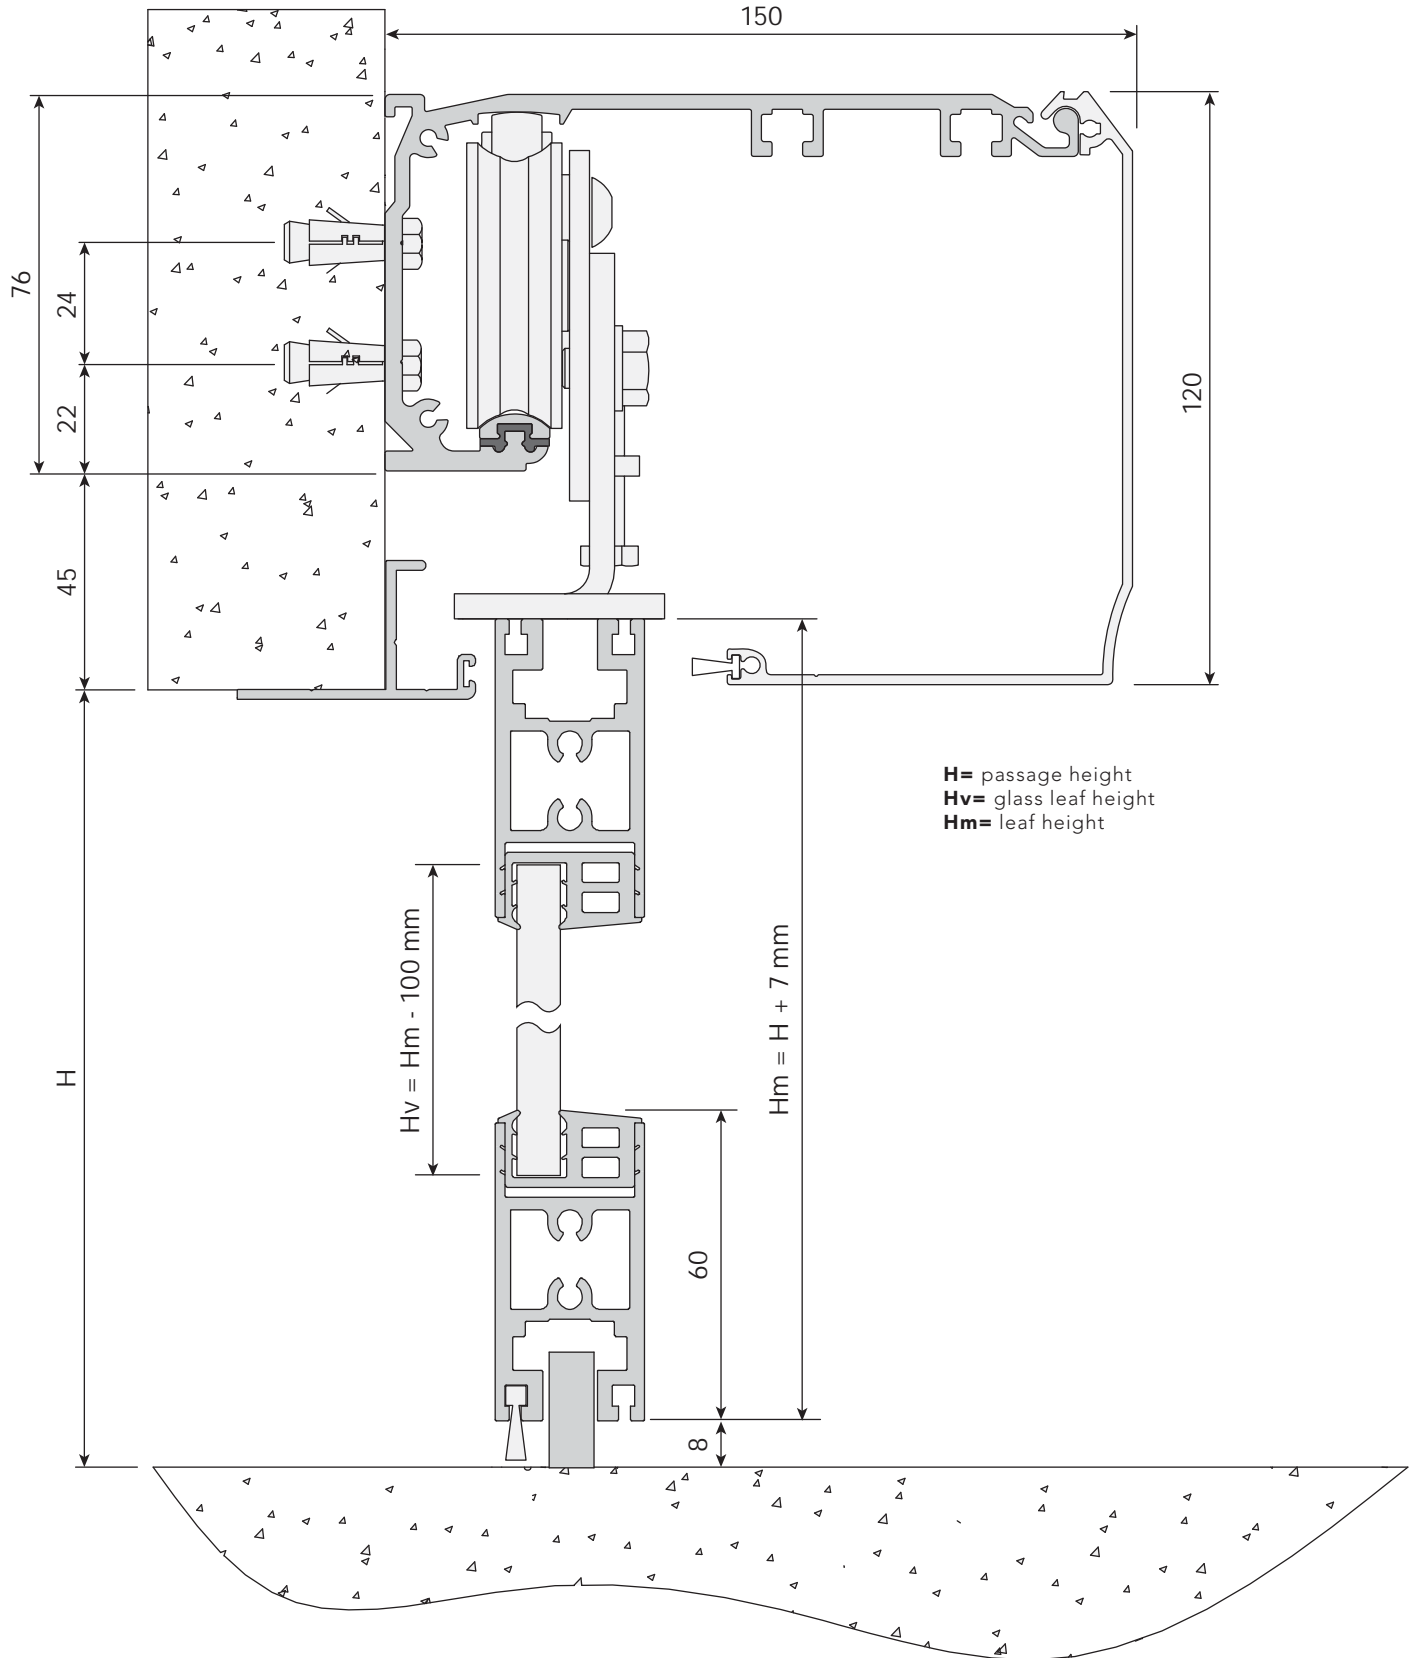 150
76
24
22
120
45
H= passage height
Hv= glass leaf height
Hm= leaf height
Hv = Hm - 100 mm
Hm = H + 7 mm
H
60
8